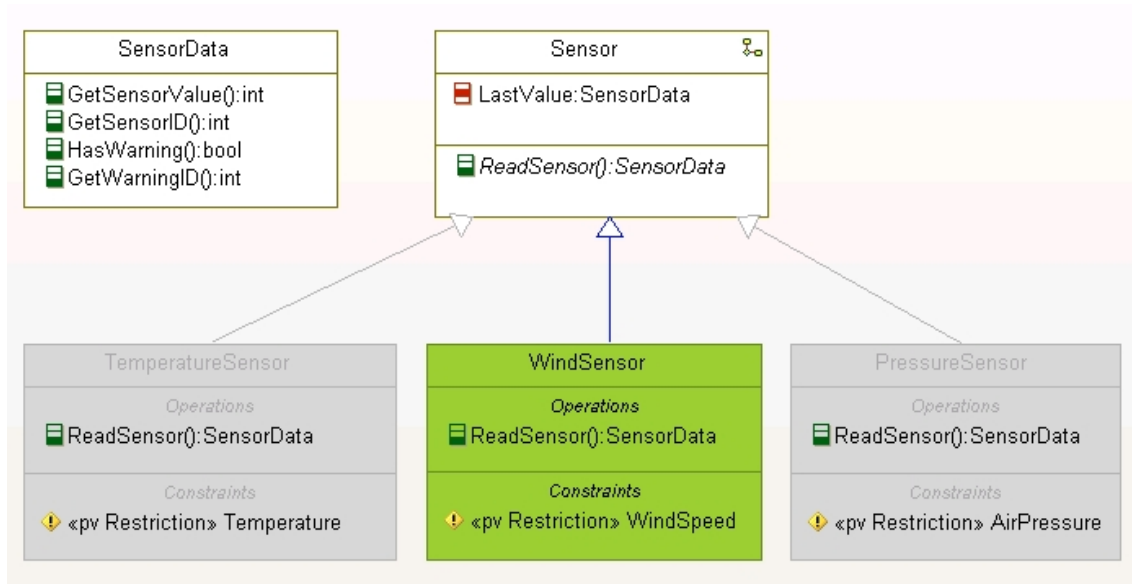 SensorData
GetSensorValue():int
GetSensorID():int
HasWarning():bool
GetWarningID():int
Sensor
LastValue:SensorData
ReadSensor():SensorData
TemperatureSensor
Operations
ReadSensor():SensorData
Constraints
«pv Restriction» Temperature
WindSensor
Operations
ReadSensor():SensorData
Constraints
«pv Restriction» WindSpeed
PressureSensor
Operations
ReadSensor():SensorData
Constraints
«pv Restriction» AirPressure